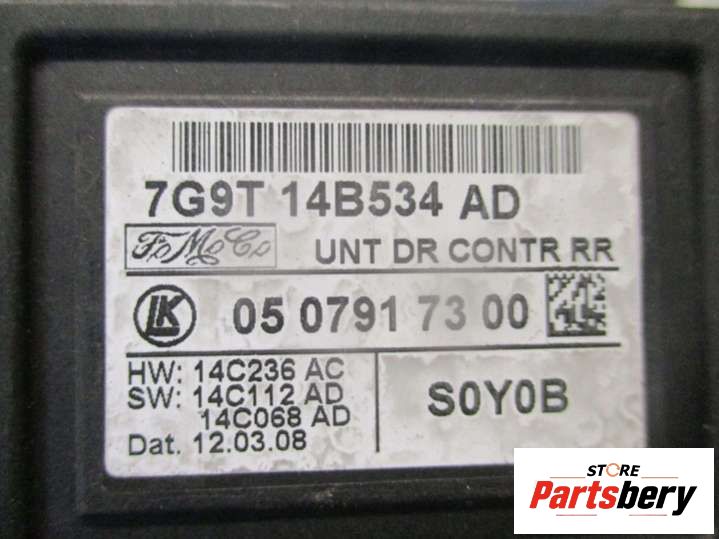 7G9T 14B534 AD
FoMoCo
UNT DR CONTR RR
LK
05 0791 73 00
HW: 14C236 AC
SW: 14C112 AD
14C068 AD
Dat. 12.03.08
S0Y0B
STORE
Partsbery